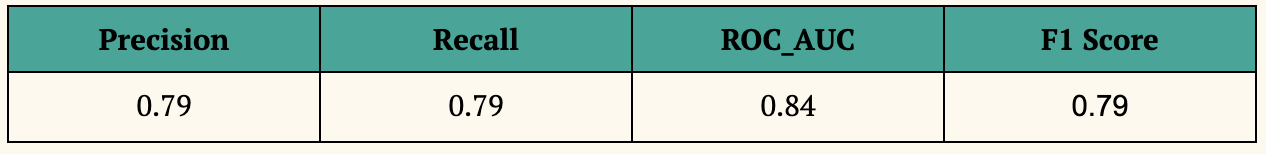 Precision Recall ROC_AUC F1 Score
0.79 0.79 0.84 0.79